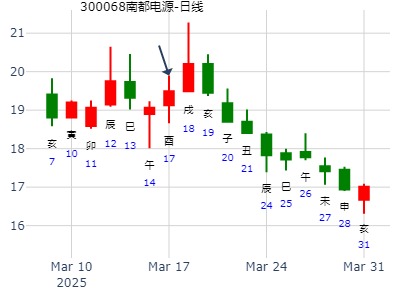 300068南都电源-日线
21
20
19
18
17
16
亥
7
寅
10
卯
11
辰
12
巳
13
午
14
酉
17
戌
18
亥
19
子
20
丑
21
辰
24
巳
25
午
26
未
27
申
28
亥
31
Mar 10
2025
Mar 17
Mar 24
Mar 31